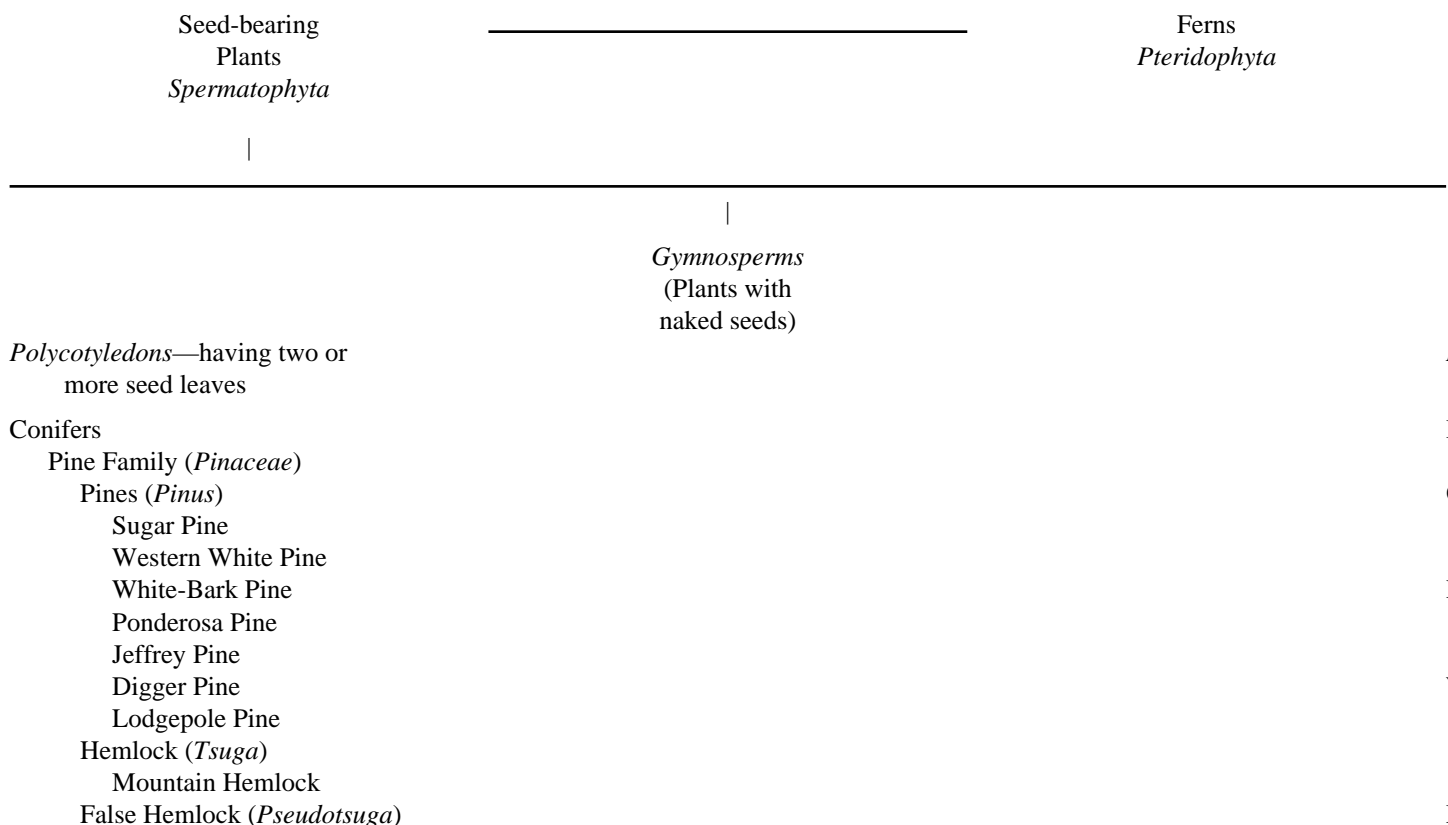 Seed-bearing
Plants
Spermatophyta
Ferns
Pteridophyta
|
|
Gymnosperms
(Plants with
naked seeds)
Polycotyledons—having two or
more seed leaves
Conifers
Pine Family (Pinaceae)
Pines (Pinus)
Sugar Pine
Western White Pine
White-Bark Pine
Ponderosa Pine
Jeffrey Pine
Digger Pine
Lodgepole Pine
Hemlock (Tsuga)
Mountain Hemlock
False Hemlock (Pseudotsuga)